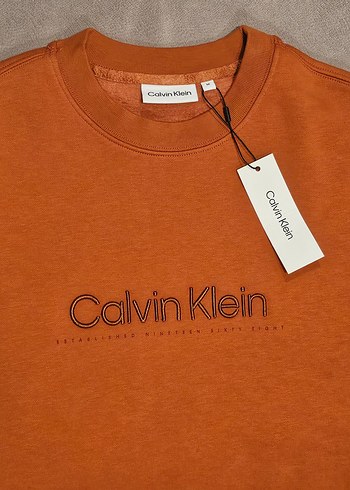 Calvin Klein
M
Calvin Klein
Calvin Klein
ESTABLISHED NINETEEN SIXTY EIGHT